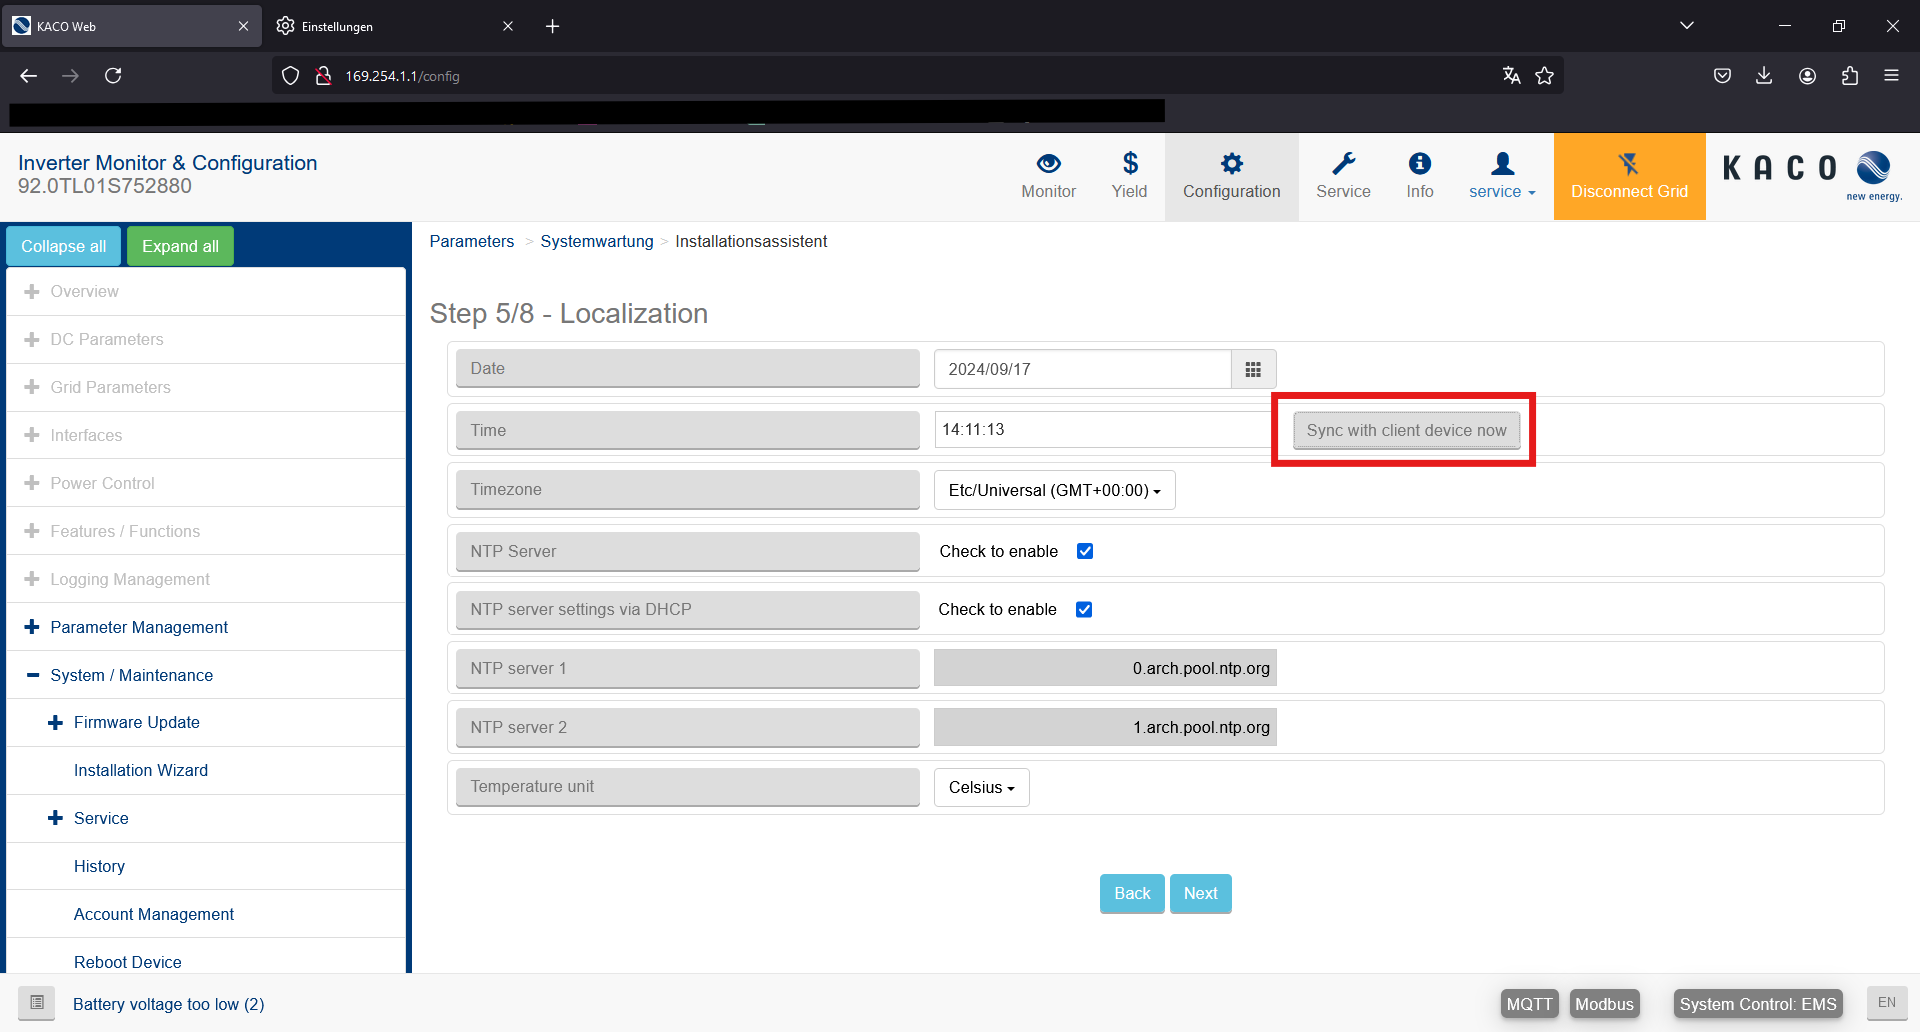 KACO Web
Einstellungen
169.254.1.1/config
Inverter Monitor & Configuration
92.0TL01S752880
Monitor
Yield
Configuration
Service
Info
service
Disconnect Grid
KACO
new energy.
Collapse all
Expand all
Overview
DC Parameters
Grid Parameters
Interfaces
Power Control
Features / Functions
Logging Management
Parameter Management
System / Maintenance
Firmware Update
Installation Wizard
Service
History
Account Management
Reboot Device
Parameters > Systemwartung > Installationsassistent
Step 5/8 - Localization
Date 2024/09/17
Time 14:11:13 Sync with client device now
Timezone Etc/Universal (GMT+00:00)
NTP Server Check to enable
NTP server settings via DHCP Check to enable
NTP server 1 0.arch.pool.ntp.org
NTP server 2 1.arch.pool.ntp.org
Temperature unit Celsius
Back Next
Battery voltage too low (2)
MQTT Modbus System Control: EMS EN